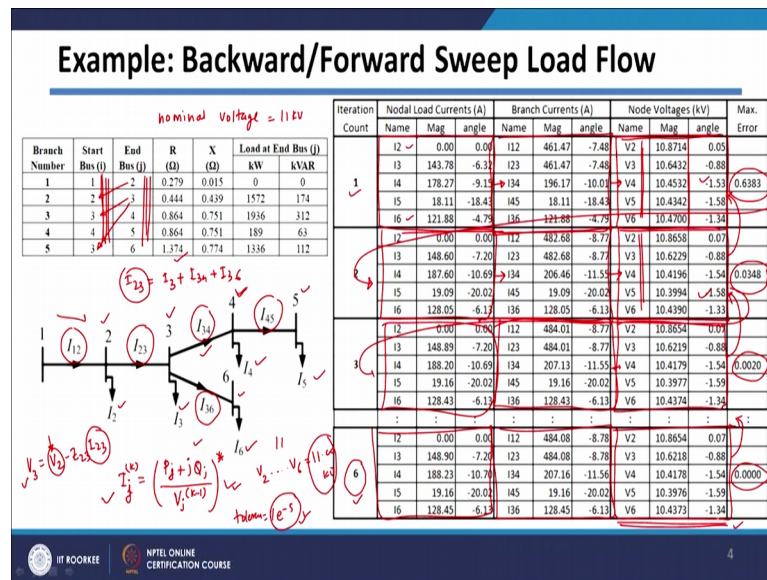 Example: Backward/Forward Sweep Load Flow
nominal voltage = 11 kV
Branch Number Start Bus (i) End Bus (j) R (Ω) X (Ω) Load at End Bus (j) kW kVAR
1 1 2 0.279 0.015 0 0
2 2 3 0.444 0.439 1572 174
3 3 4 0.864 0.751 1936 312
4 4 5 0.864 0.751 189 63
5 3 6 1.374 0.774 1336 112
I23 = I3 + I34 + I36
1 2 3 4 5 6
I12 I23 I34 I45 I36
I2 I3 I4 I5 I6
V3 = V2 - Z23 I23
Ij(k) = (Pj + jQj / Vj(k-1))*
V2 .... V6 = 11.00 kV
1e-5
Iteration Count Nodal Load Currents (A) Branch Currents (A) Node Voltages (kV) Max. Error
Name Mag angle Name Mag angle Name Mag angle
I2 0.00 0.00 I12 461.47 -7.48 V2 10.8714 0.05
I3 143.78 -6.32 I23 461.47 -7.48 V3 10.6432 -0.88
1 I4 178.27 -9.15 I34 196.17 -10.01 V4 10.4532 -1.53 0.6383
I5 18.11 -18.43 I45 18.11 -18.43 V5 10.4342 -1.58
I6 121.88 -4.79 I36 121.88 -4.79 V6 10.4700 -1.34
I2 0.00 0.00 I12 482.68 -8.77 V2 10.8658 0.07
I3 148.60 -7.20 I23 482.68 -8.77 V3 10.6229 -0.88
2 I4 187.60 -10.69 I34 206.46 -11.55 V4 10.4196 -1.54 0.0348
I5 19.09 -20.02 I45 19.09 -20.02 V5 10.3994 -1.58
I6 128.05 -6.13 I36 128.05 -6.13 V6 10.4390 -1.33
I2 0.00 0.00 I12 484.01 -8.77 V2 10.8654 0.07
I3 148.89 -7.20 I23 484.01 -8.77 V3 10.6219 -0.88
3 I4 188.20 -10.69 I34 207.13 -11.55 V4 10.4179 -1.54 0.0020
I5 19.16 -20.02 I45 19.16 -20.02 V5 10.3977 -1.59
I6 128.43 -6.13 I36 128.43 -6.13 V6 10.4374 -1.34
: : : : : : : : : : :
I2 0.00 0.00 I12 484.08 -8.78 V2 10.8654 0.07
I3 148.90 -7.20 I23 484.08 -8.78 V3 10.6218 -0.88
6 I4 188.23 -10.70 I34 207.16 -11.56 V4 10.4178 -1.54 0.0000
I5 19.16 -20.02 I45 19.16 -20.02 V5 10.3976 -1.59
I6 128.45 -6.13 I36 128.45 -6.13 V6 10.4373 -1.34
IIT ROORKEE
NPTEL ONLINE
CERTIFICATION COURSE
4